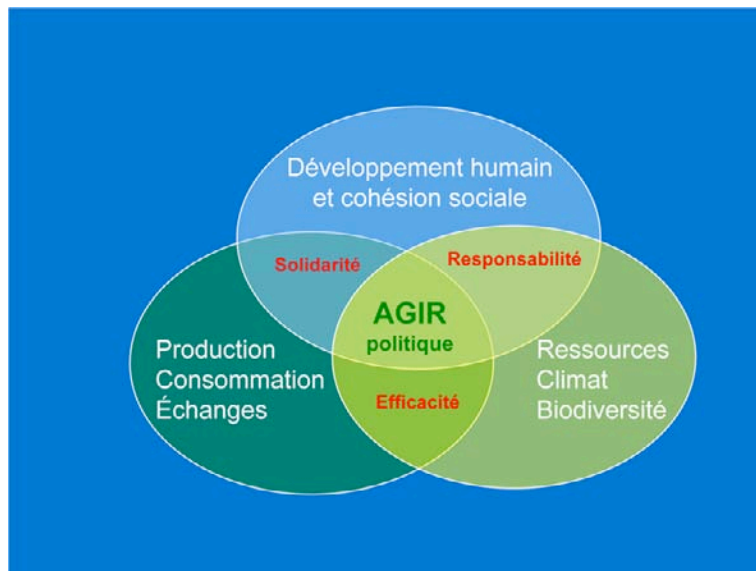 Développement humain
et cohésion sociale
Solidarité
Responsabilité
AGIR
politique
Production
Consommation
Échanges
Ressources
Climat
Biodiversité
Efficacité